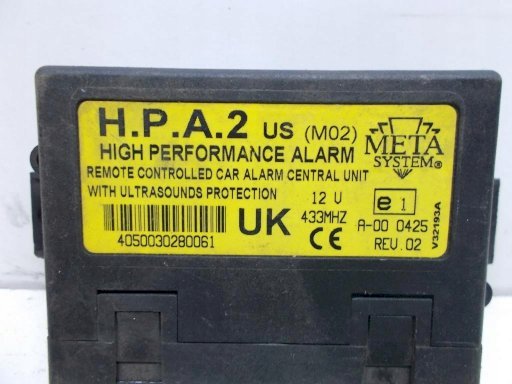 H.P.A.2 US (M02)
HIGH PERFORMANCE ALARM
META
SYSTEM®
REMOTE CONTROLLED CAR ALARM CENTRAL UNIT
WITH ULTRASOUNDS PROTECTION
12 V
433MHZ
UK
CE
e1
A-00 0425
REV.02
V32193A
4050030280061